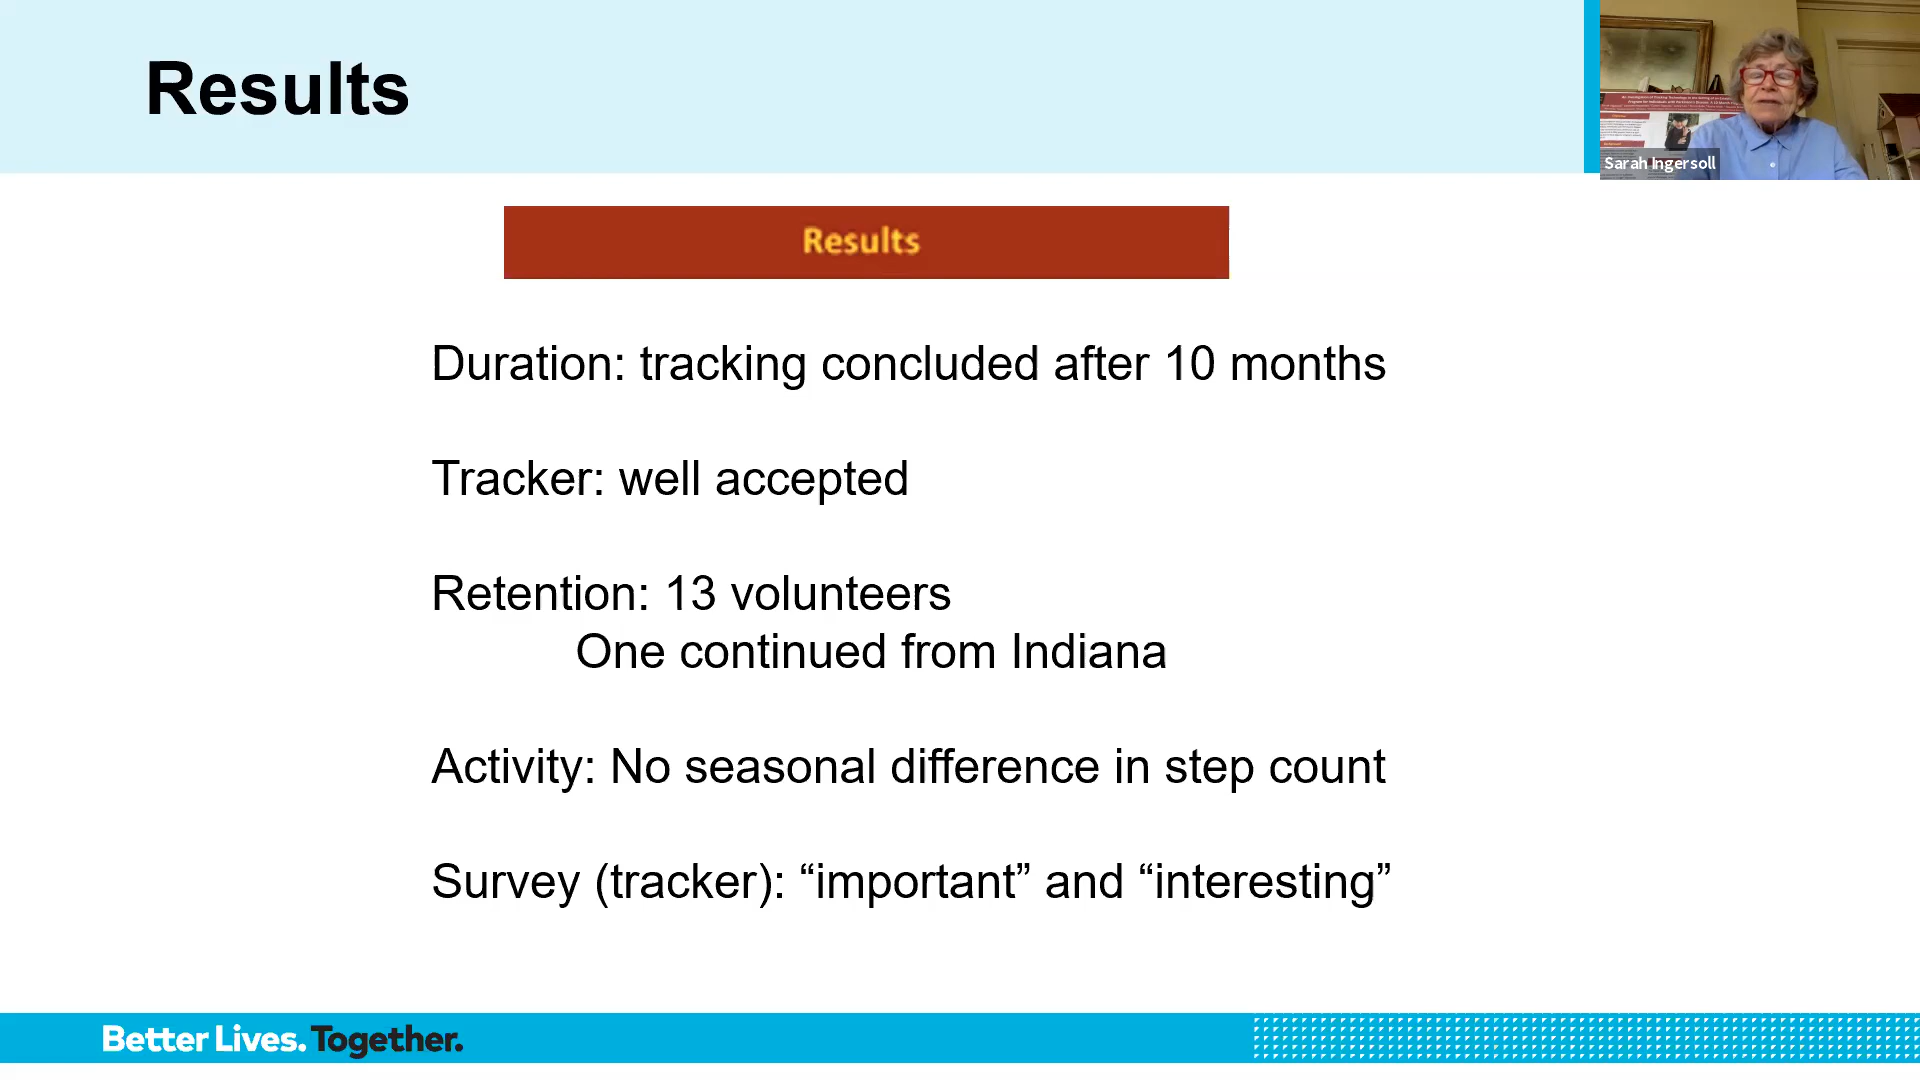 Results
Sarah Ingersoll
Results
Duration: tracking concluded after 10 months
Tracker: well accepted
Retention: 13 volunteers
One continued from Indiana
Activity: No seasonal difference in step count
Survey (tracker): “important” and “interesting”
Better Lives. Together.